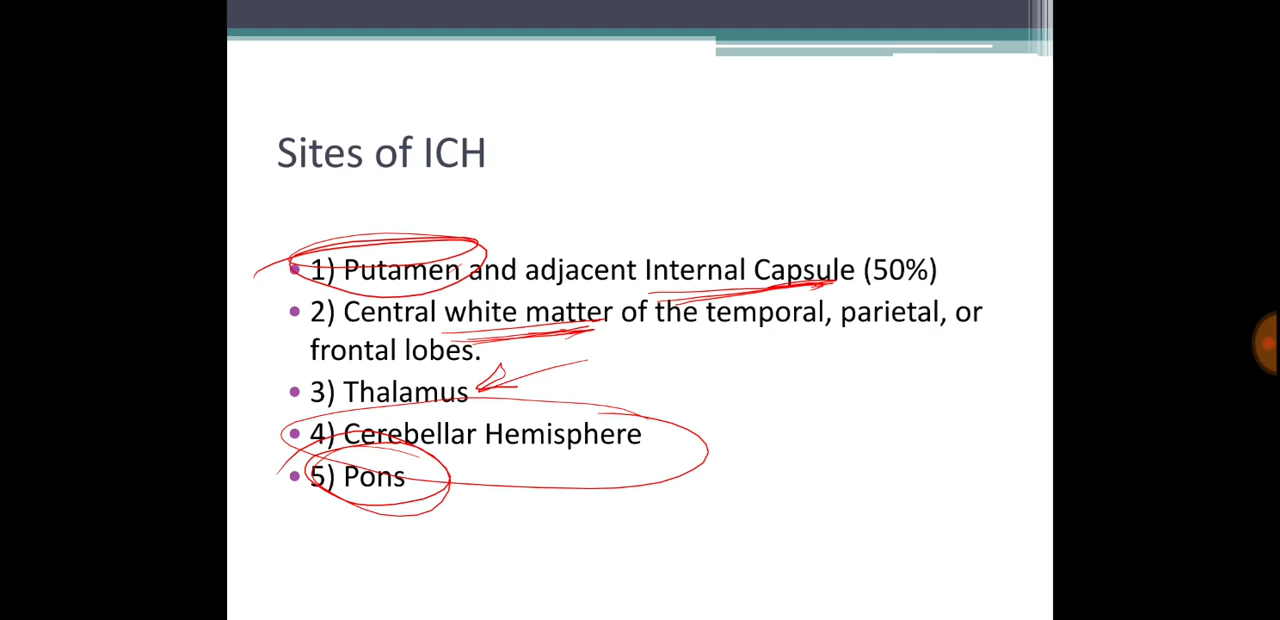 Sites of ICH
1) Putamen and adjacent Internal Capsule (50%)
2) Central white matter of the temporal, parietal, or
frontal lobes.
3) Thalamus
4) Cerebellar Hemisphere
5) Pons